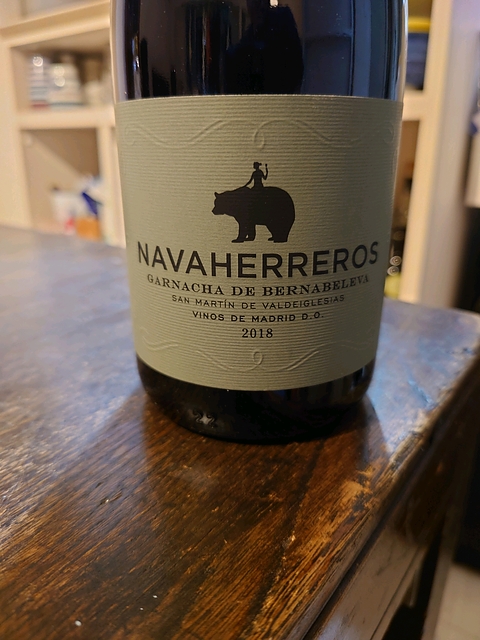 NAVAHERREROS
GARNACHA DE BERNABELEVA
SAN MARTÍN DE VALDEIGLESIAS
VINOS DE MADRID D.O.
2018